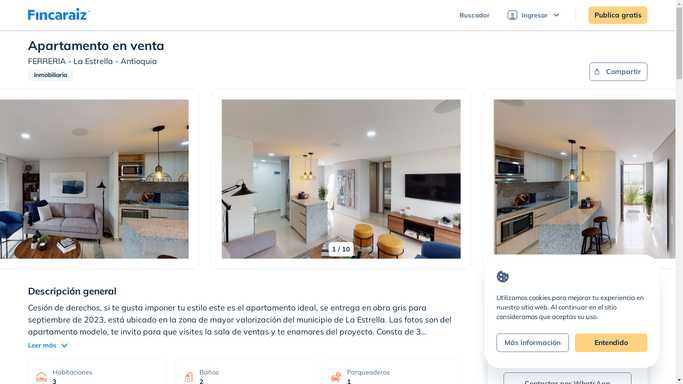 Fincaraiz
Buscador
Ingresar
Publica gratis
Apartamento en venta
FERRERIA - La Estrella - Antioquia
Inmobiliaria
Compartir
1 / 10
Descripción general
Cesión de derechos, si te gusta imponer tu estilo este es el apartamento ideal, se entrega en obra gris para
septiembre de 2023, está ubicado en la zona de mayor valorización del municipio de La Estrella. Las fotos son del
apartamento modelo, te invito para que visites la sala de ventas y te enamores del proyecto. Consta de 3...
Leer más
Habitaciones
3
Baños
2
Parqueaderos
1
Utilizamos cookies para mejorar tu experiencia en
nuestro sitio web. Al continuar en el sitio
consideramos que aceptas su uso.
Más información
Entendido
Contactar por WhatsApp